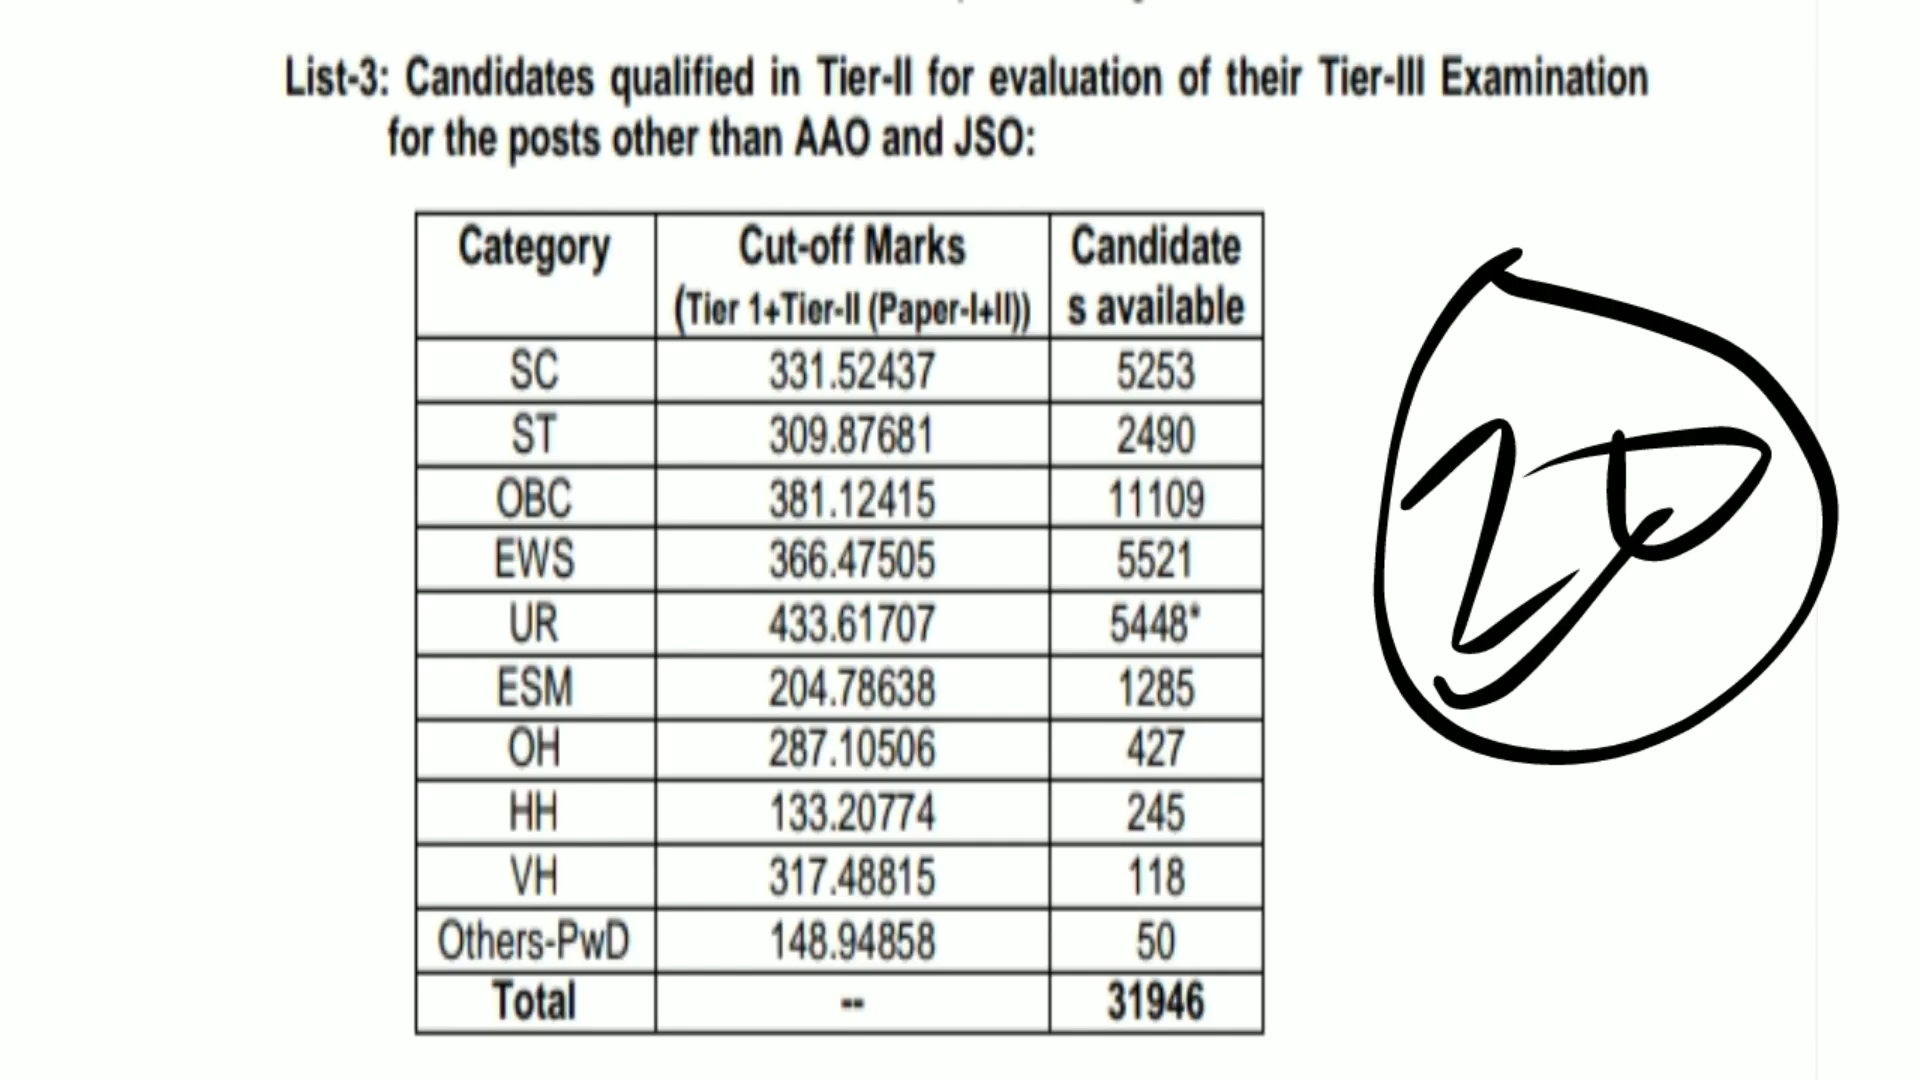 List-3: Candidates qualified in Tier-II for evaluation of their Tier-III Examination
for the posts other than AAO and JSO:
Category Cut-off Marks Candidate
(Tier 1+Tier-II (Paper-I+II)) s available
SC 331.52437 5253
ST 309.87681 2490
OBC 381.12415 11109
EWS 366.47505 5521
UR 433.61707 5448*
ESM 204.78638 1285
OH 287.10506 427
HH 133.20774 245
VH 317.48815 118
Others-PwD 148.94858 50
Total -- 31946